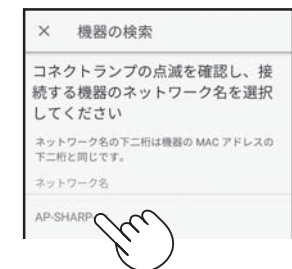 × 機器の検索
コネクトランプの点滅を確認し、接
続する機器のネットワーク名を選択
してください
ネットワーク名の下二桁は機器の MAC アドレスの
下二桁と同じです。
ネットワーク名
AP-SHARP